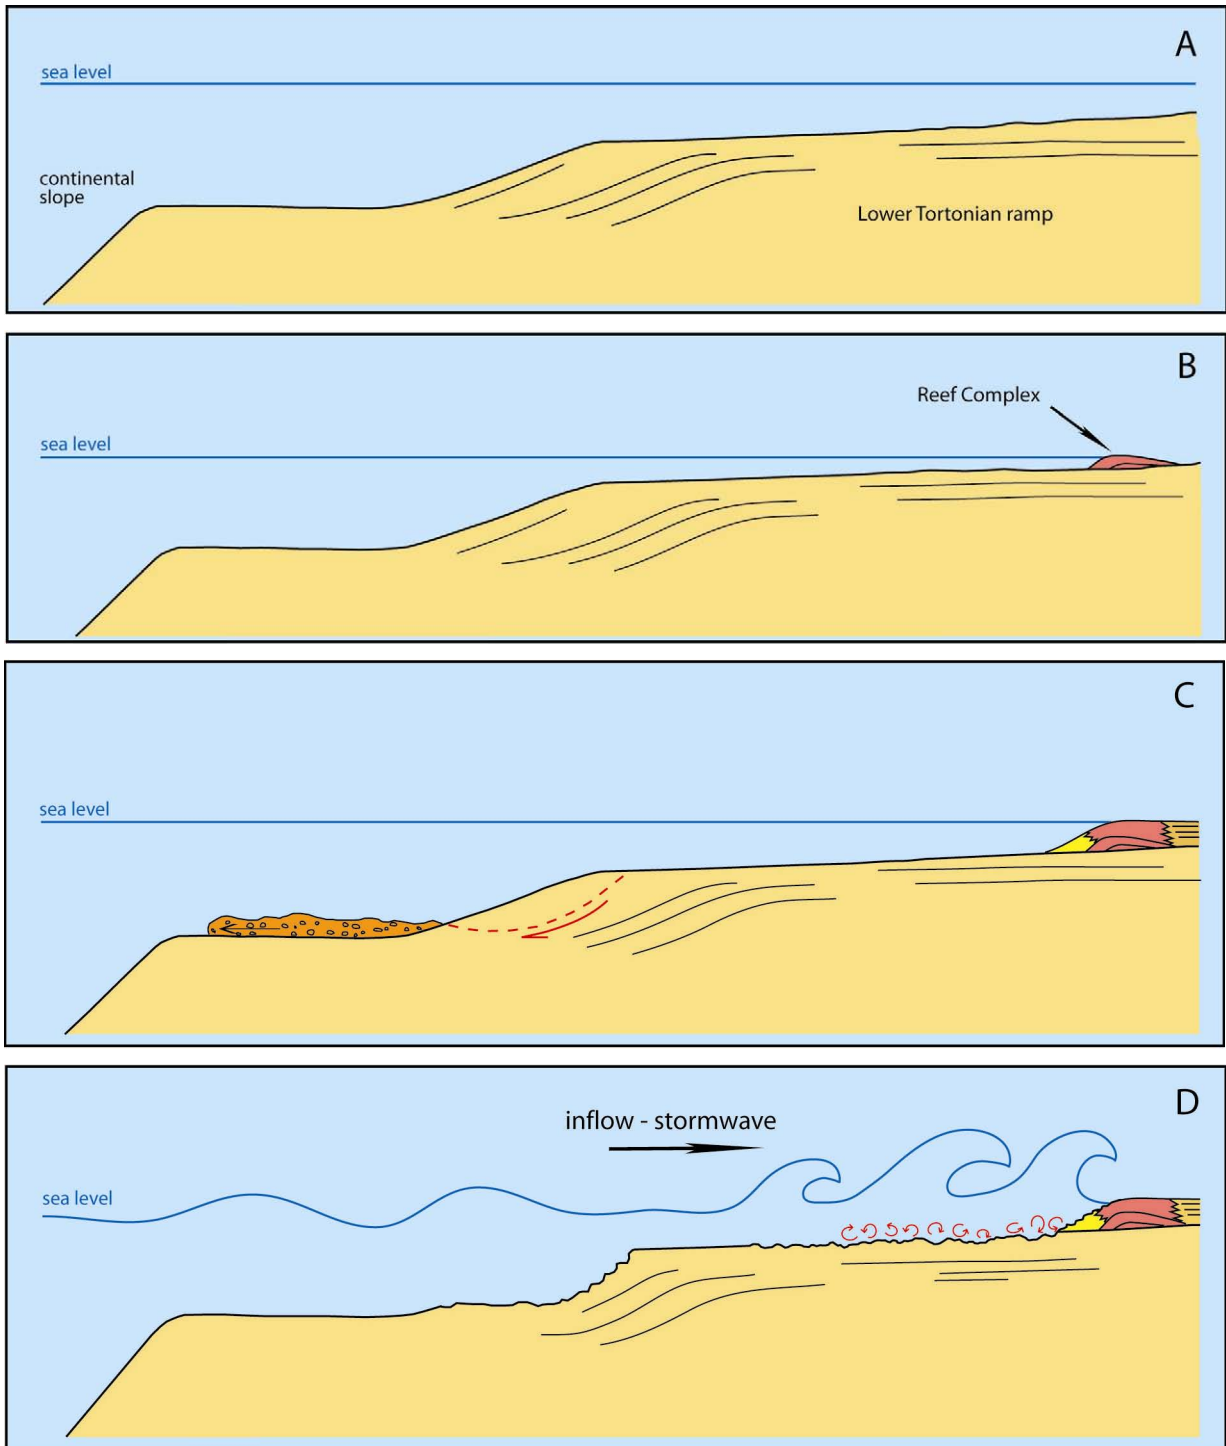 A
sea level
continental
slope
Lower Tortonian ramp
B
Reef Complex
sea level
C
sea level
D
inflow - stormwave
sea level